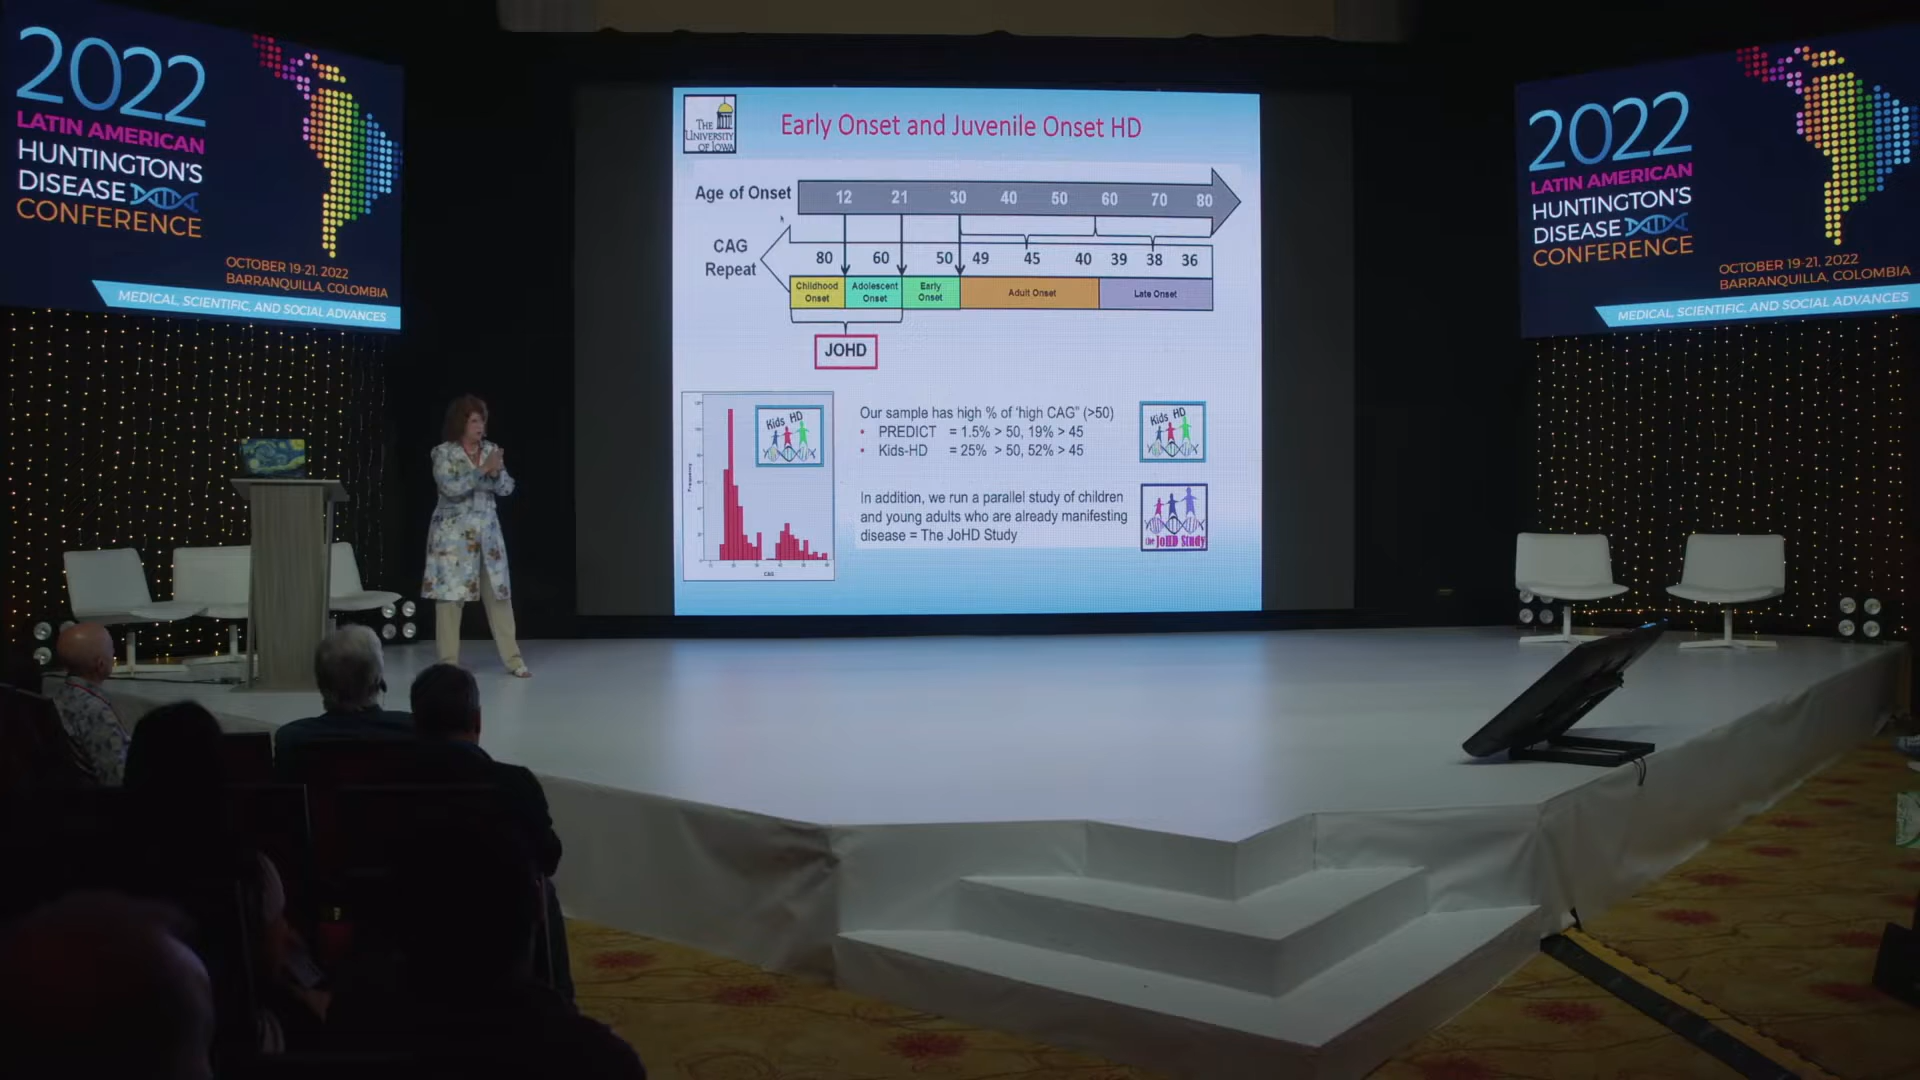 2022
LATIN AMERICAN
HUNTINGTON'S
DISEASE
CONFERENCE
OCTOBER 19-21, 2022
BARRANQUILLA, COLOMBIA
MEDICAL, SCIENTIFIC, AND SOCIAL ADVANCES
THE
UNIVERSITY
OF IOWA
Early Onset and Juvenile Onset HD
Age of Onset 12 21 30 40 50 60 70 80
CAG
Repeat
80 60 50 49 45 40 39 38 36
Childhood
Onset
Adolescent
Onset
Early
Onset
Adult Onset
Late Onset
JOHD
Kids HD
CAG
Our sample has high % of 'high CAG" (>50)
• PREDICT = 1.5% > 50, 19% > 45
• Kids-HD = 25% > 50, 52% > 45
Kids HD
In addition, we run a parallel study of children
and young adults who are already manifesting
disease = The JoHD Study
the JoHD Study
2022
LATIN AMERICAN
HUNTINGTON'S
DISEASE
CONFERENCE
OCTOBER 19-21, 2022
BARRANQUILLA, COLOMBIA
MEDICAL, SCIENTIFIC, AND SOCIAL ADVANCES